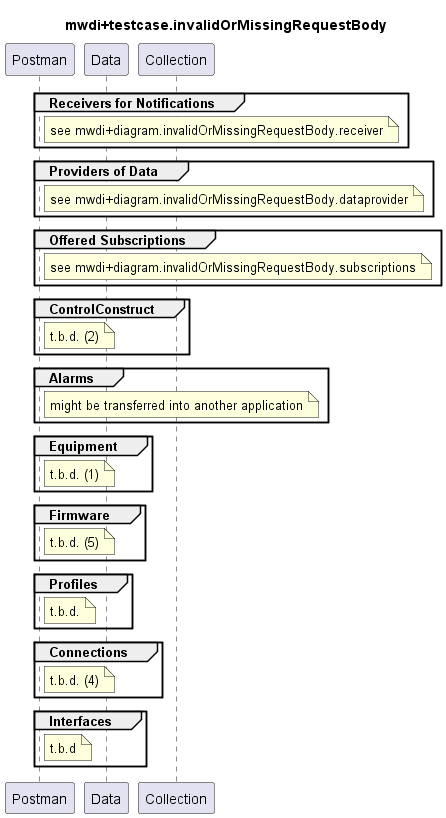 mwdi+testcase.invalidOrMissingRequestBody
Postman Data Collection
Receivers for Notifications
see mwdi+diagram.invalidOrMissingRequestBody.receiver
Providers of Data
see mwdi+diagram.invalidOrMissingRequestBody.dataprovider
Offered Subscriptions
see mwdi+diagram.invalidOrMissingRequestBody.subscriptions
ControlConstruct
t.b.d. (2)
Alarms
might be transferred into another application
Equipment
t.b.d. (1)
Firmware
t.b.d. (5)
Profiles
t.b.d.
Connections
t.b.d. (4)
Interfaces
t.b.d
Postman Data Collection